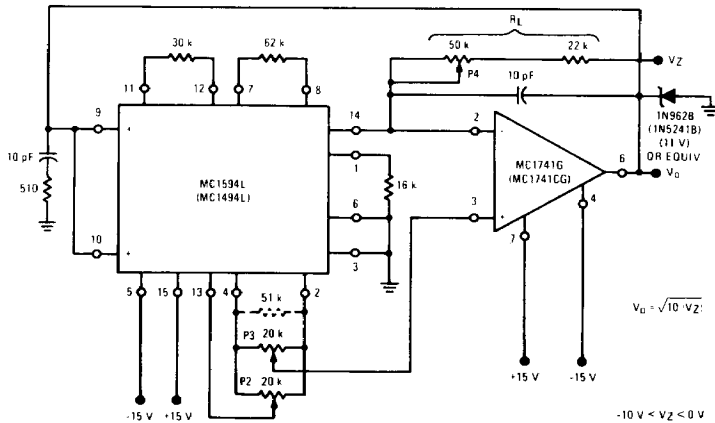 RL
30 k
62 k
50 k
22 k
VZ
P4
11
12
7
8
10 pF
9
14
2
1N962B
(1N5241B)
(11 V)
OR EQUIV
+
-
10 pF
1
MC1741G
(MC1741CG)
6
VO
510
MC1594L
(MC1494L)
16 k
4
6
3
10
+
+
3
7
5
15
13
4
2
51 k
P3
20 k
VO = √10 |VZ|
P2
20 k
+15 V
-15 V
-15 V
+15 V
-10 V < VZ < 0 V